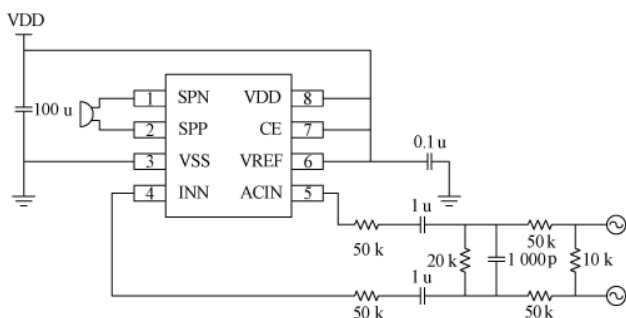 VDD
100 u
1 SPN VDD 8
2 SPP CE 7
3 VSS VREF 6
4 INN ACIN 5
0.1 u
1 u
50 k
50 k
20 k
1 000p
10 k
1 u
50 k
50 k